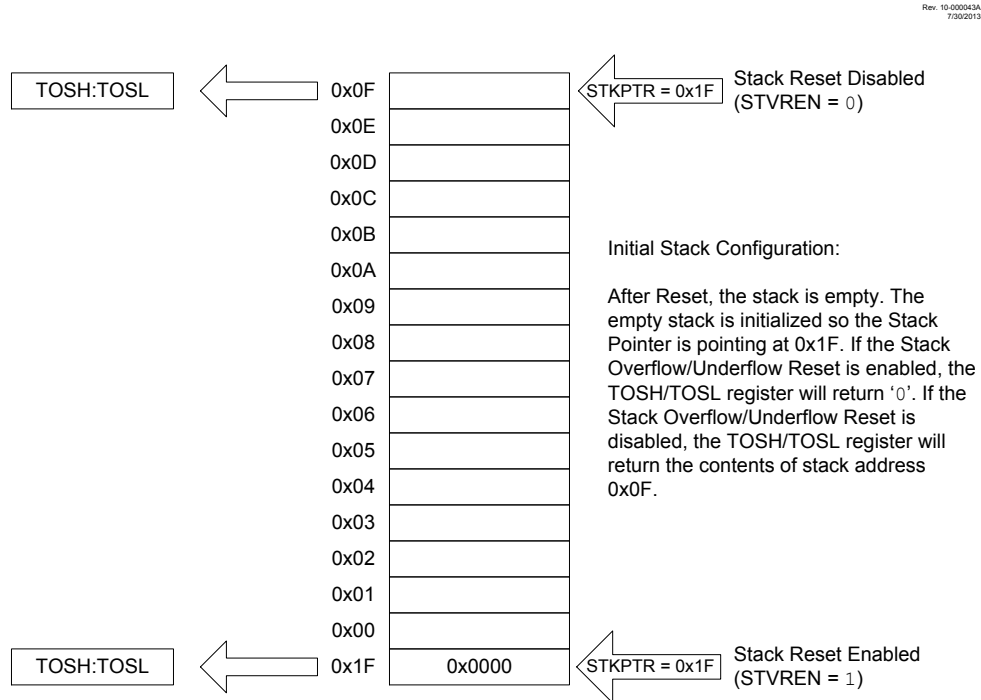 Rev. 10-000043A
7/30/2013
TOSH:TOSL
0x0F
STKPTR = 0x1F
Stack Reset Disabled
(STVREN = 0)
0x0E
0x0D
0x0C
0x0B
0x0A
0x09
0x08
0x07
0x06
0x05
0x04
0x03
0x02
0x01
0x00
Initial Stack Configuration:
After Reset, the stack is empty. The
empty stack is initialized so the Stack
Pointer is pointing at 0x1F. If the Stack
Overflow/Underflow Reset is enabled, the
TOSH/TOSL register will return ‘0’. If the
Stack Overflow/Underflow Reset is
disabled, the TOSH/TOSL register will
return the contents of stack address
0x0F.
TOSH:TOSL
0x1F
0x0000
STKPTR = 0x1F
Stack Reset Enabled
(STVREN = 1)